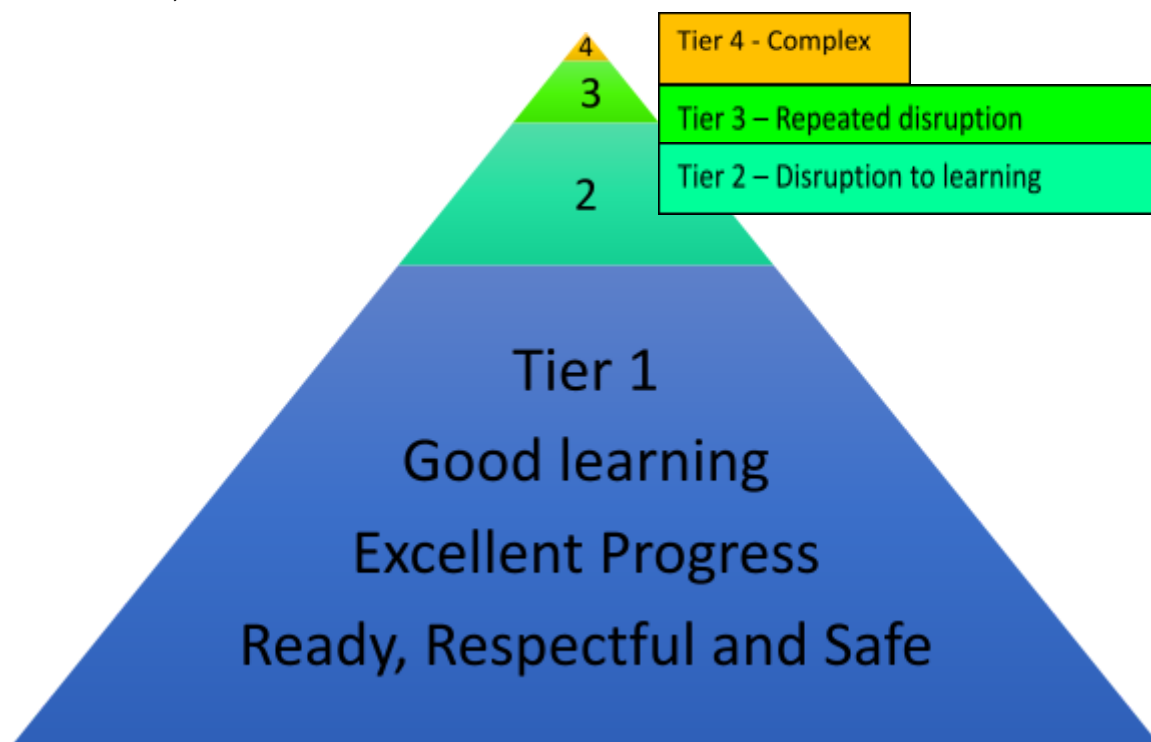 4
Tier 4 - Complex
3
Tier 3 – Repeated disruption
2
Tier 2 – Disruption to learning
Tier 1
Good learning
Excellent Progress
Ready, Respectful and Safe